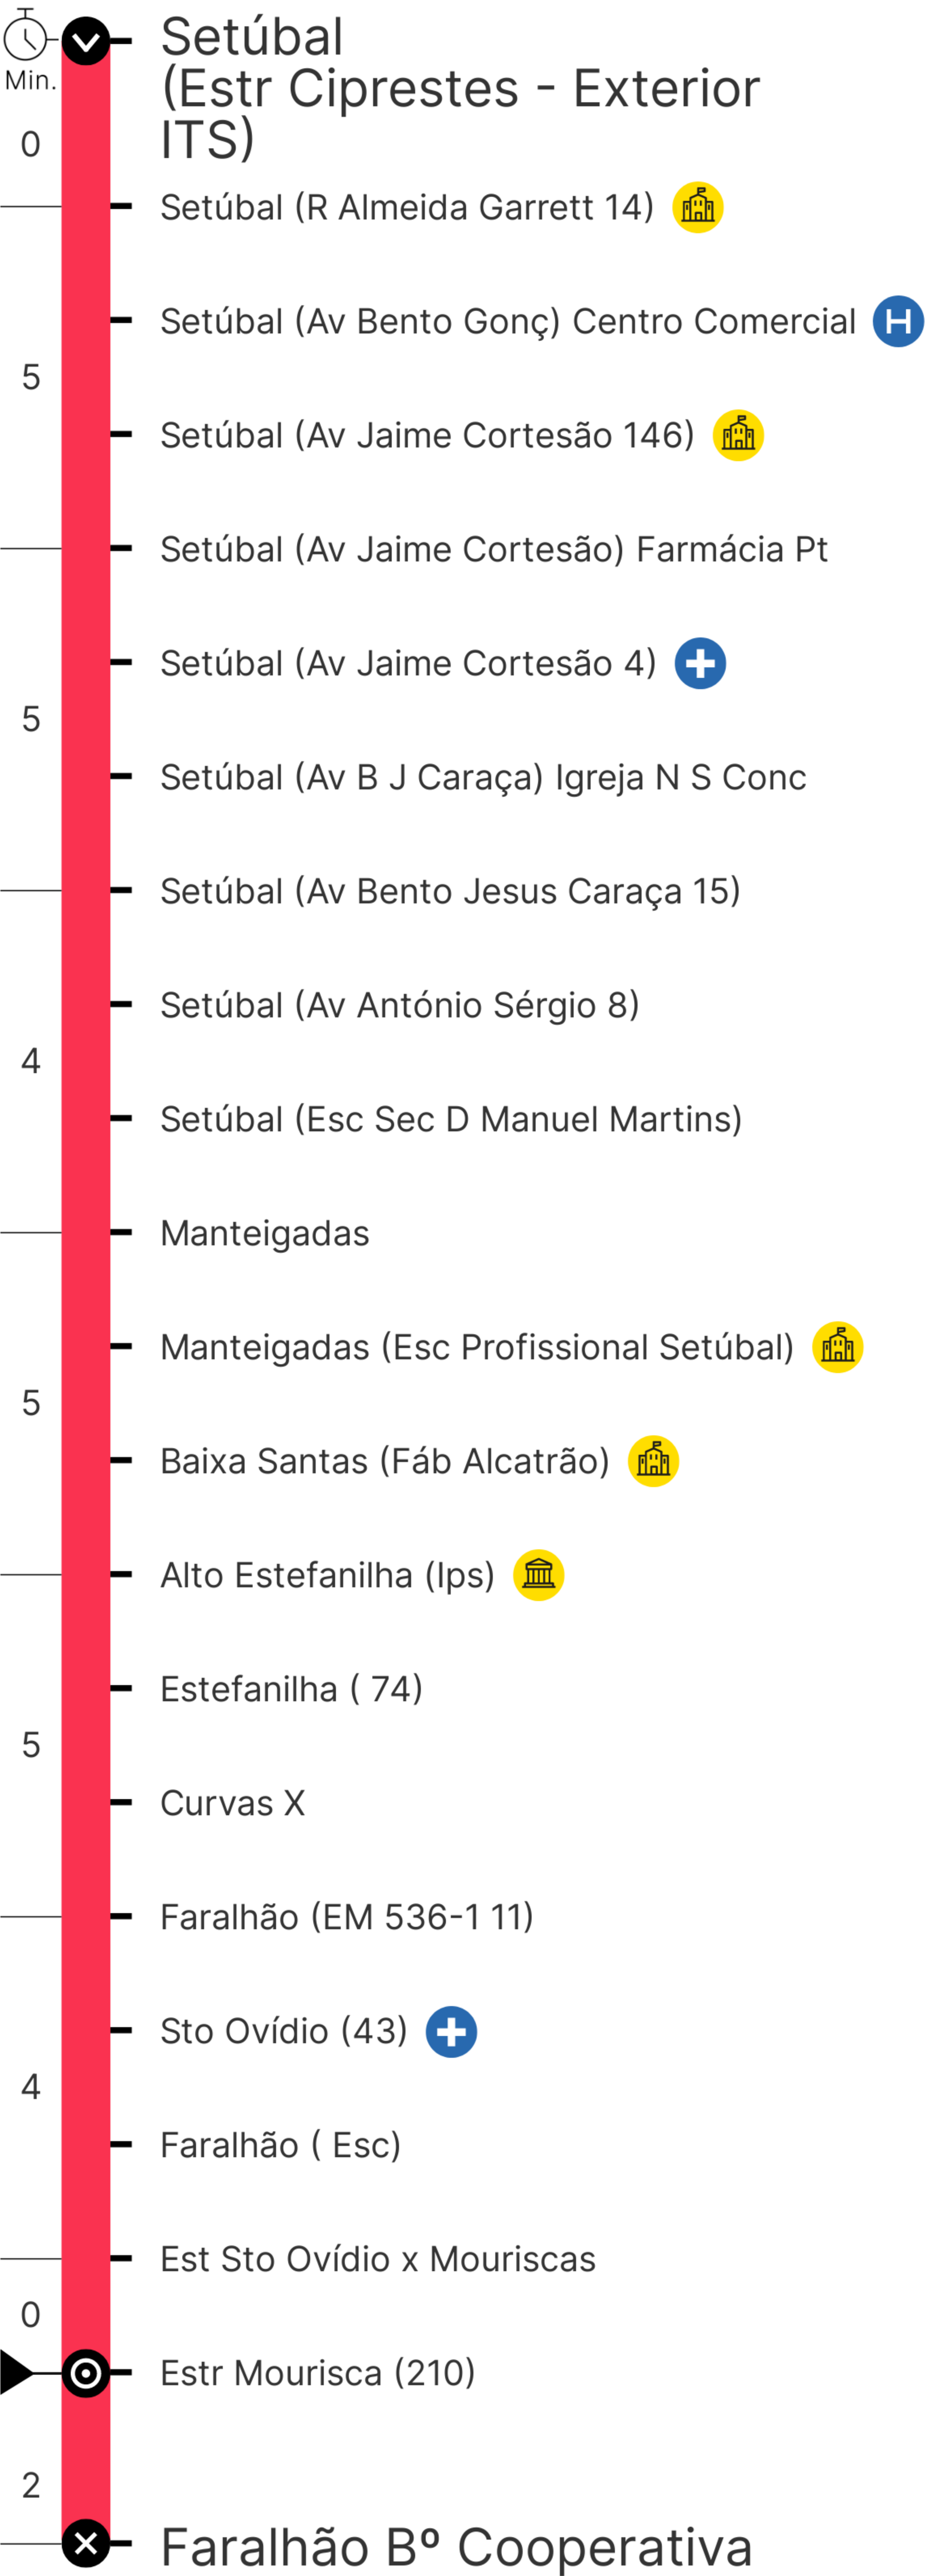 Setúbal
(Estr Ciprestes - Exterior
ITS)
Min.
0
Setúbal (R Almeida Garrett 14)
Setúbal (Av Bento Gonç) Centro Comercial H
5
Setúbal (Av Jaime Cortesão 146)
Setúbal (Av Jaime Cortesão) Farmácia Pt
Setúbal (Av Jaime Cortesão 4)
5
Setúbal (Av B J Caraça) Igreja N S Conc
Setúbal (Av Bento Jesus Caraça 15)
Setúbal (Av António Sérgio 8)
4
Setúbal (Esc Sec D Manuel Martins)
Manteigadas
Manteigadas (Esc Profissional Setúbal)
5
Baixa Santas (Fáb Alcatrão)
Alto Estefanilha (Ips)
Estefanilha ( 74)
5
Curvas X
Faralhão (EM 536-1 11)
Sto Ovídio (43)
4
Faralhão ( Esc)
Est Sto Ovídio x Mouriscas
0
Estr Mourisca (210)
2
Faralhão Bº Cooperativa